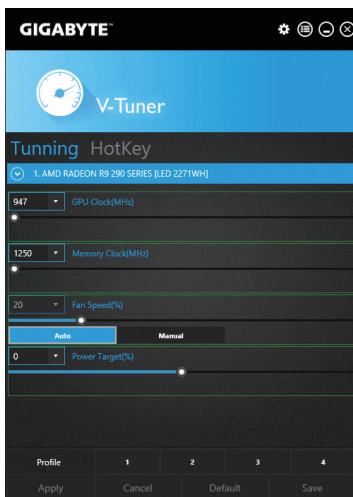 GIGABYTE™
V-Tuner
Tunning HotKey
1. AMD RADEON R9 290 SERIES [LED 2271WH]
947 GPU Clock(MHz)
1250 Memory Clock(MHz)
20 Fan Speed(%)
Auto Manual
0 Power Target(%)
Profile 1 2 3 4
Apply Cancel Default Save